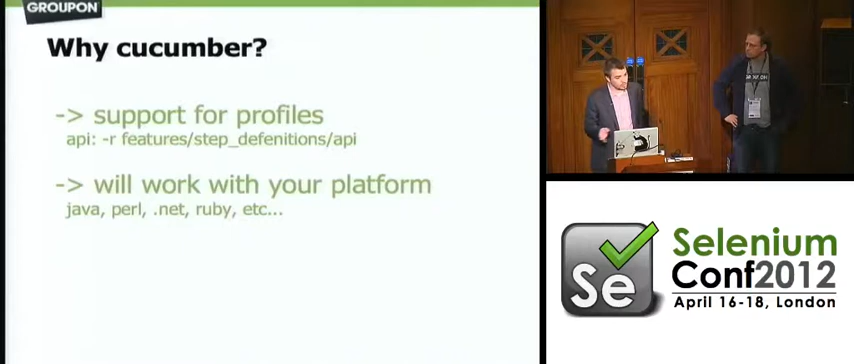 GROUPON
Why cucumber?
-> support for profiles
api: -r features/step_defenitions/api
-> will work with your platform
java, perl, .net, ruby, etc...
Se
Selenium
Conf2012
April 16-18, London